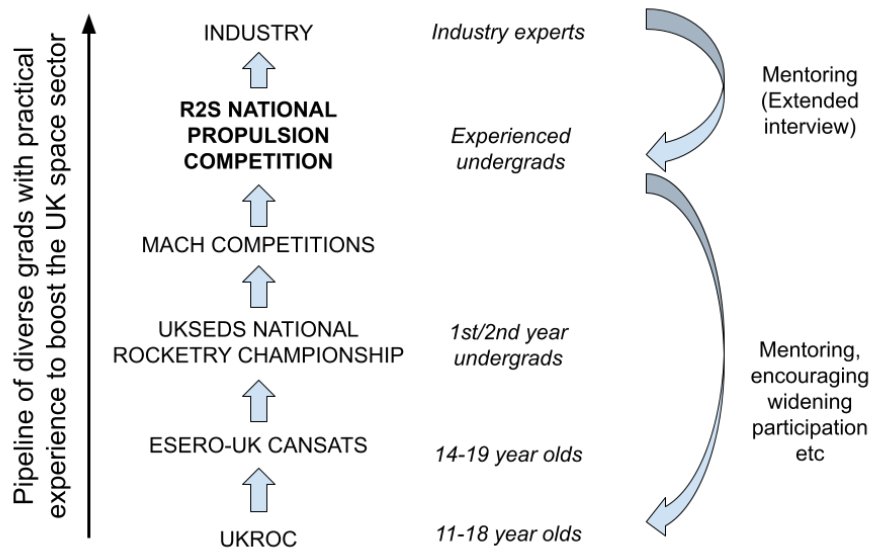 Pipeline of diverse grads with practical
experience to boost the UK space sector
INDUSTRY
Industry experts
R2S NATIONAL
PROPULSION
COMPETITION
Experienced
undergrads
Mentoring
(Extended
interview)
MACH COMPETITIONS
UKSEDS NATIONAL
ROCKETRY CHAMPIONSHIP
1st/2nd year
undergrads
Mentoring,
encouraging
widening
participation
etc
ESERO-UK CANSATS
14-19 year olds
UKROC
11-18 year olds